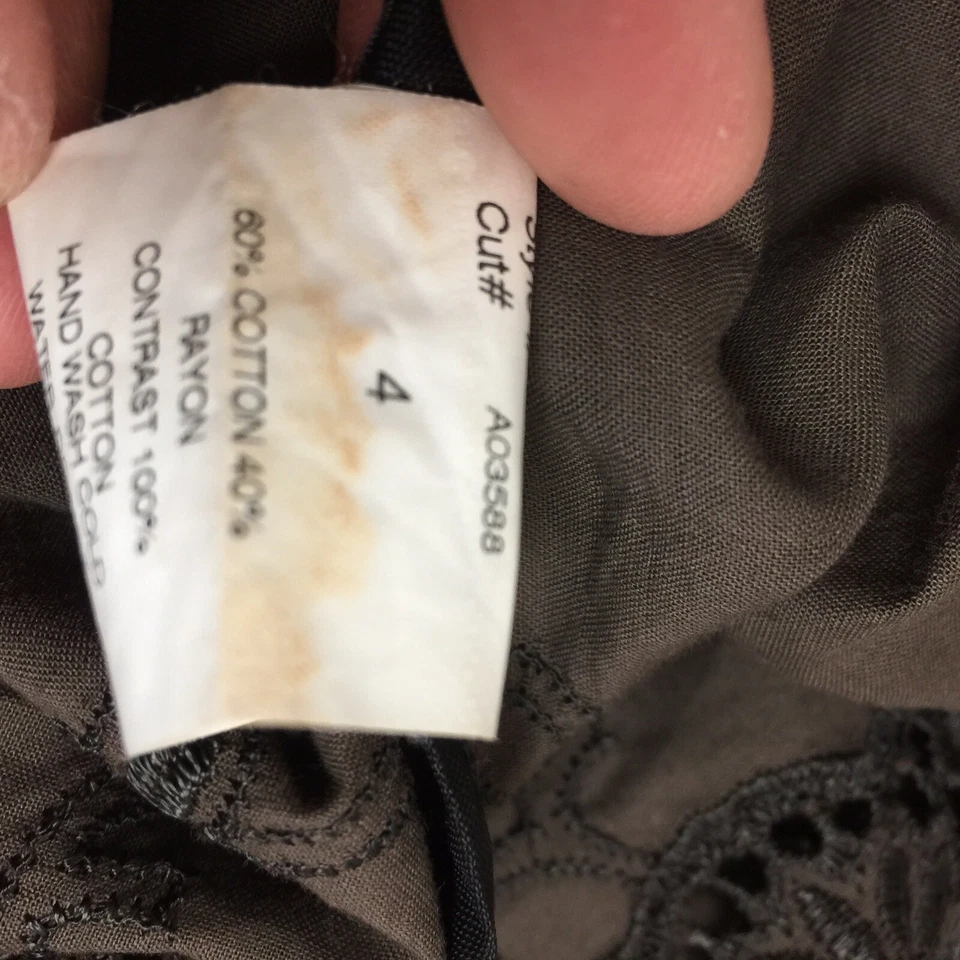 Cut# A03588
4
60% COTTON 40%
RAYON
CONTRAST 100%
COTTON
HAND WASH COLD